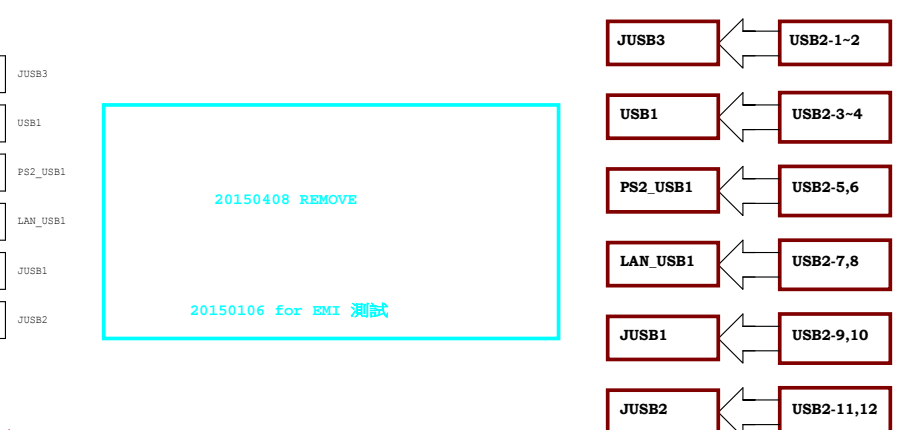 JUSB3
USB1
PS2_USB1
LAN_USB1
JUSB1
JUSB2
20150408 REMOVE
20150106 for EMI 測試
JUSB3 USB2-1~2
USB1 USB2-3~4
PS2_USB1 USB2-5,6
LAN_USB1 USB2-7,8
JUSB1 USB2-9,10
JUSB2 USB2-11,12